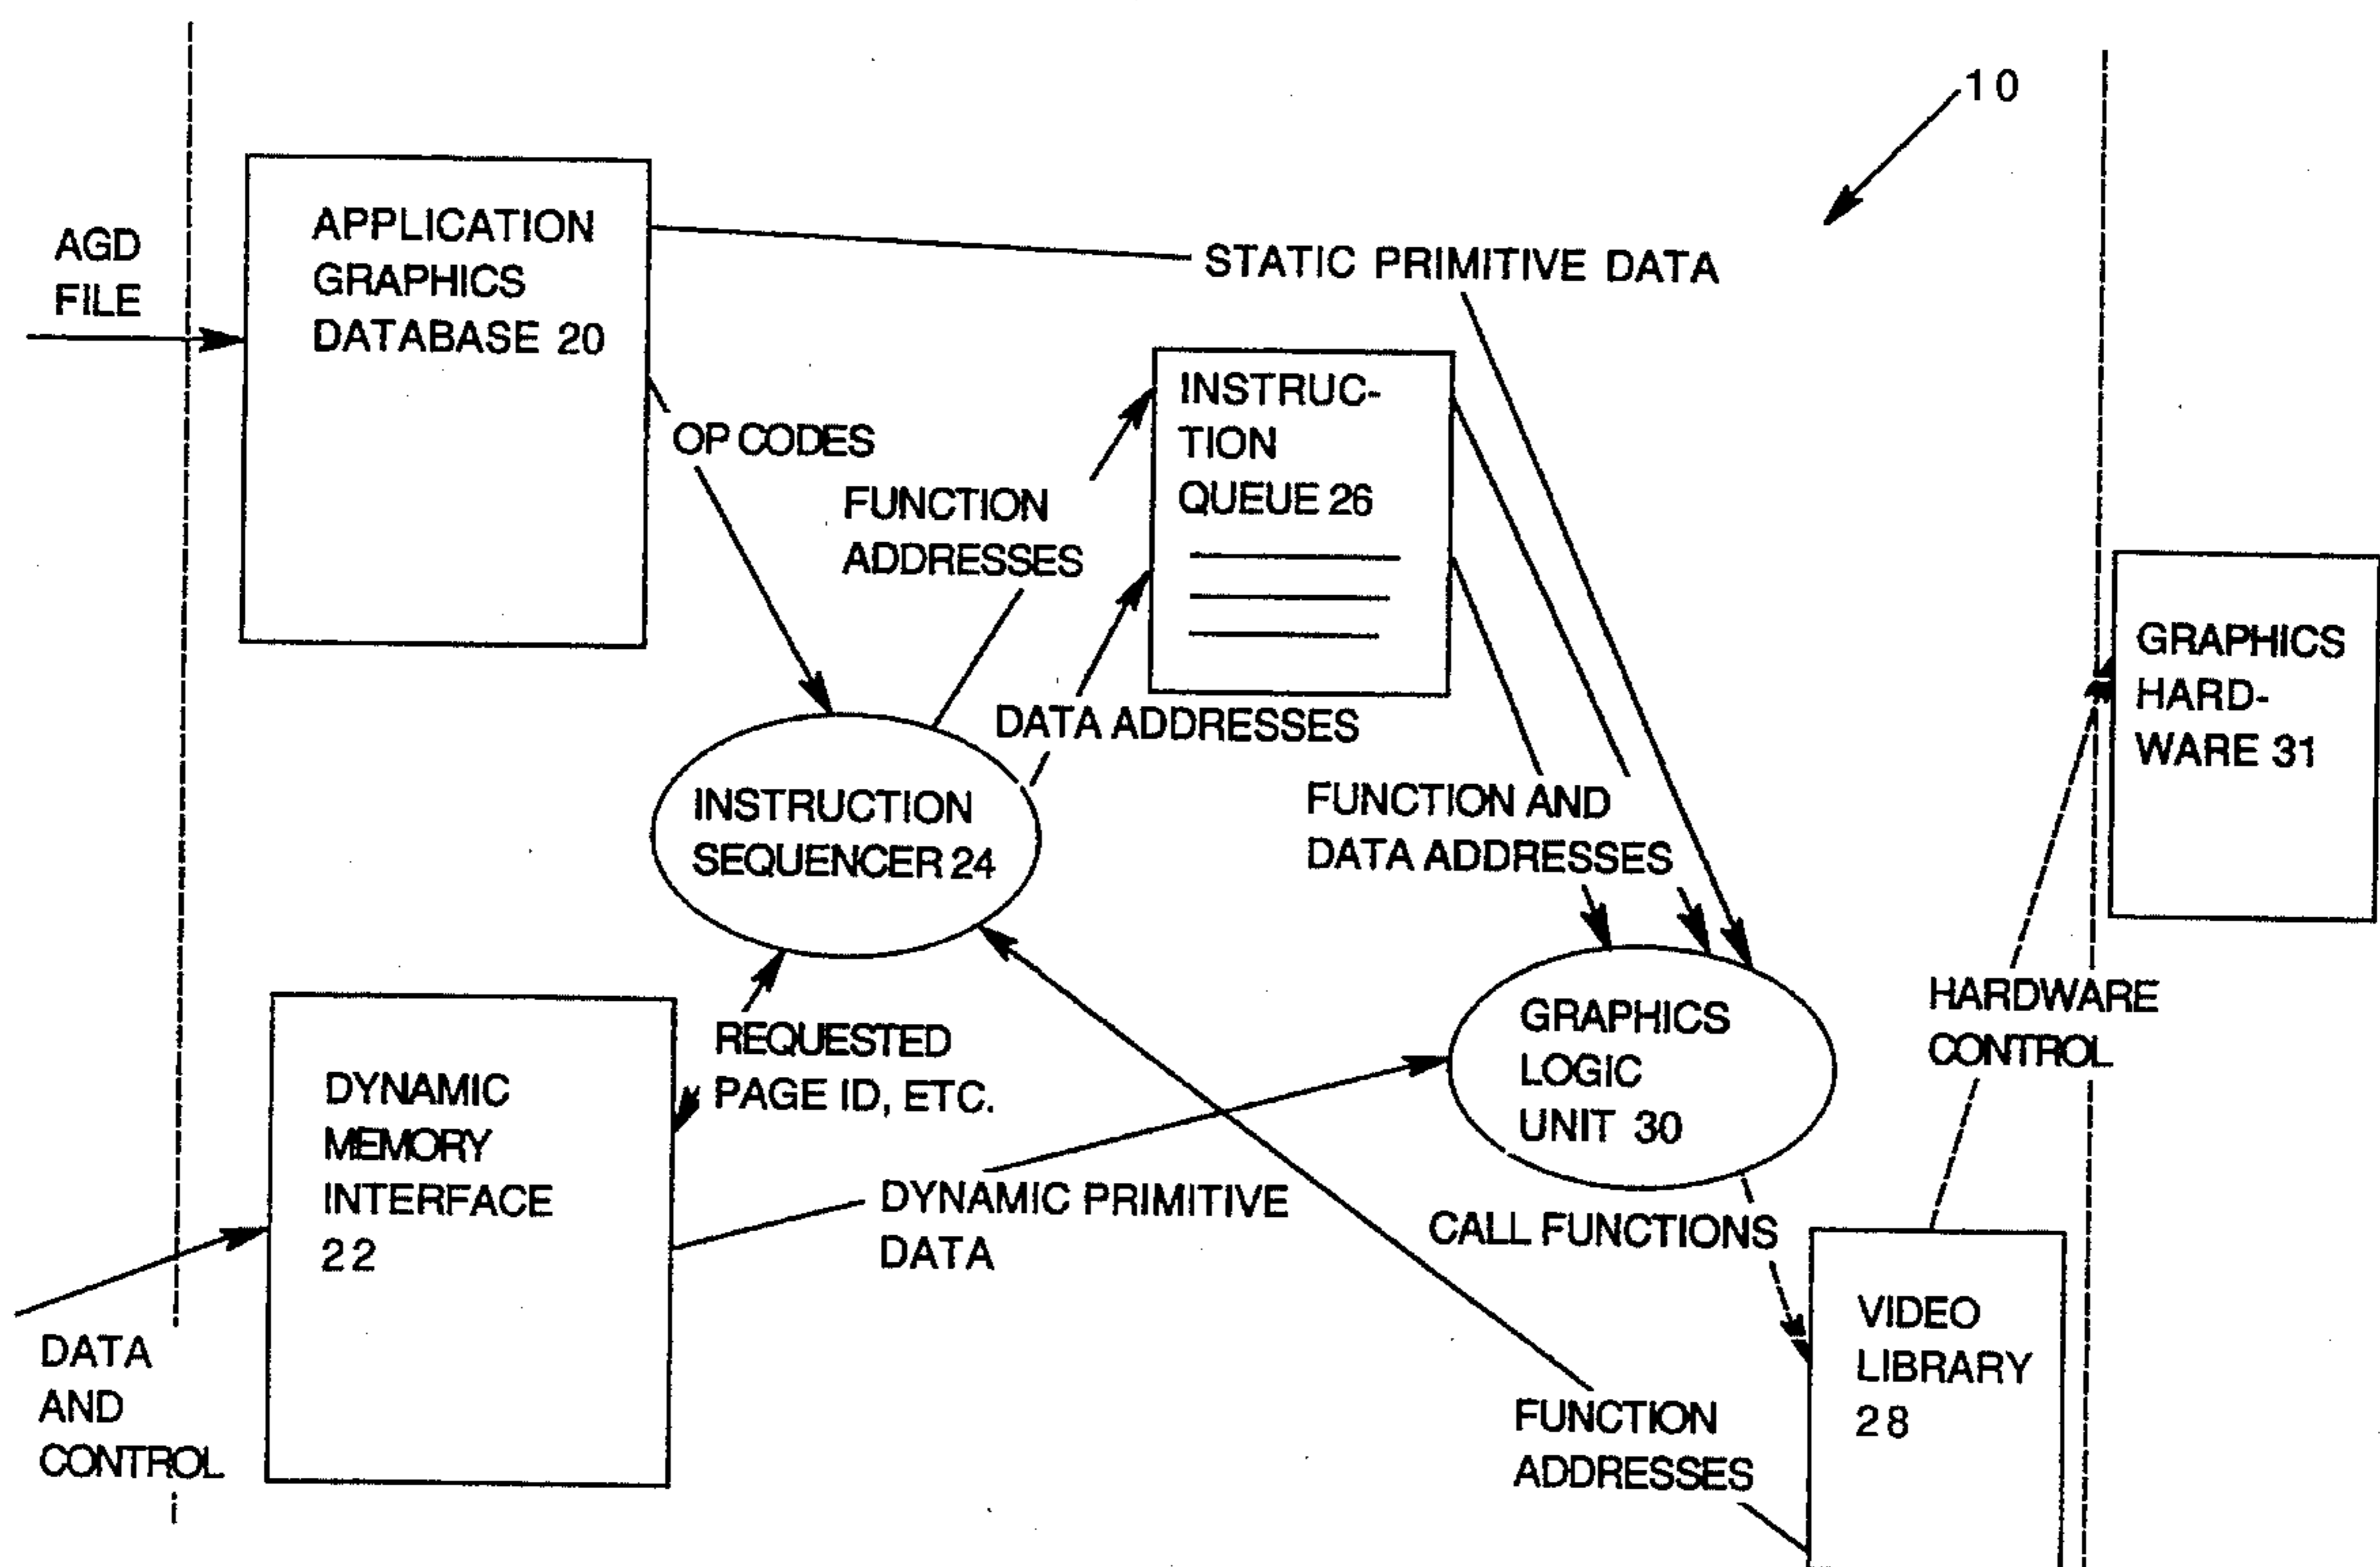 10
AGD
FILE
APPLICATION
GRAPHICS
DATABASE 20
STATIC PRIMITIVE DATA
OP CODES
FUNCTION
ADDRESSES
INSTRUC-
TION
QUEUE 26
DATA ADDRESSES
GRAPHICS
HARD-
WARE 31
INSTRUCTION
SEQUENCER 24
FUNCTION AND
DATA ADDRESSES
HARDWARE
CONTROL
REQUESTED
PAGE ID, ETC.
GRAPHICS
LOGIC
UNIT 30
DYNAMIC
MEMORY
INTERFACE
22
DYNAMIC PRIMITIVE
DATA
CALL FUNCTIONS
DATA
AND
CONTROL
VIDEO
LIBRARY
28
FUNCTION
ADDRESSES